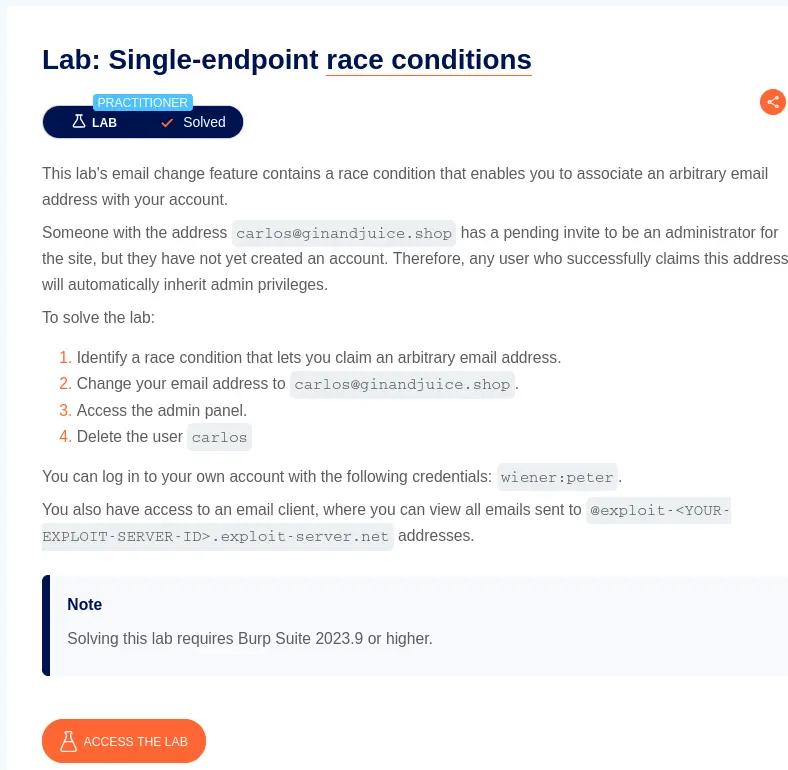 Lab: Single-endpoint race conditions
PRACTITIONER
LAB Solved
This lab's email change feature contains a race condition that enables you to associate an arbitrary email
address with your account.
Someone with the address carlos@ginandjuice.shop has a pending invite to be an administrator for
the site, but they have not yet created an account. Therefore, any user who successfully claims this address
will automatically inherit admin privileges.
To solve the lab:
1. Identify a race condition that lets you claim an arbitrary email address.
2. Change your email address to carlos@ginandjuice.shop.
3. Access the admin panel.
4. Delete the user carlos
You can log in to your own account with the following credentials: wiener:peter.
You also have access to an email client, where you can view all emails sent to @exploit-<YOUR-
EXPLOIT-SERVER-ID>.exploit-server.net addresses.
Note
Solving this lab requires Burp Suite 2023.9 or higher.
ACCESS THE LAB